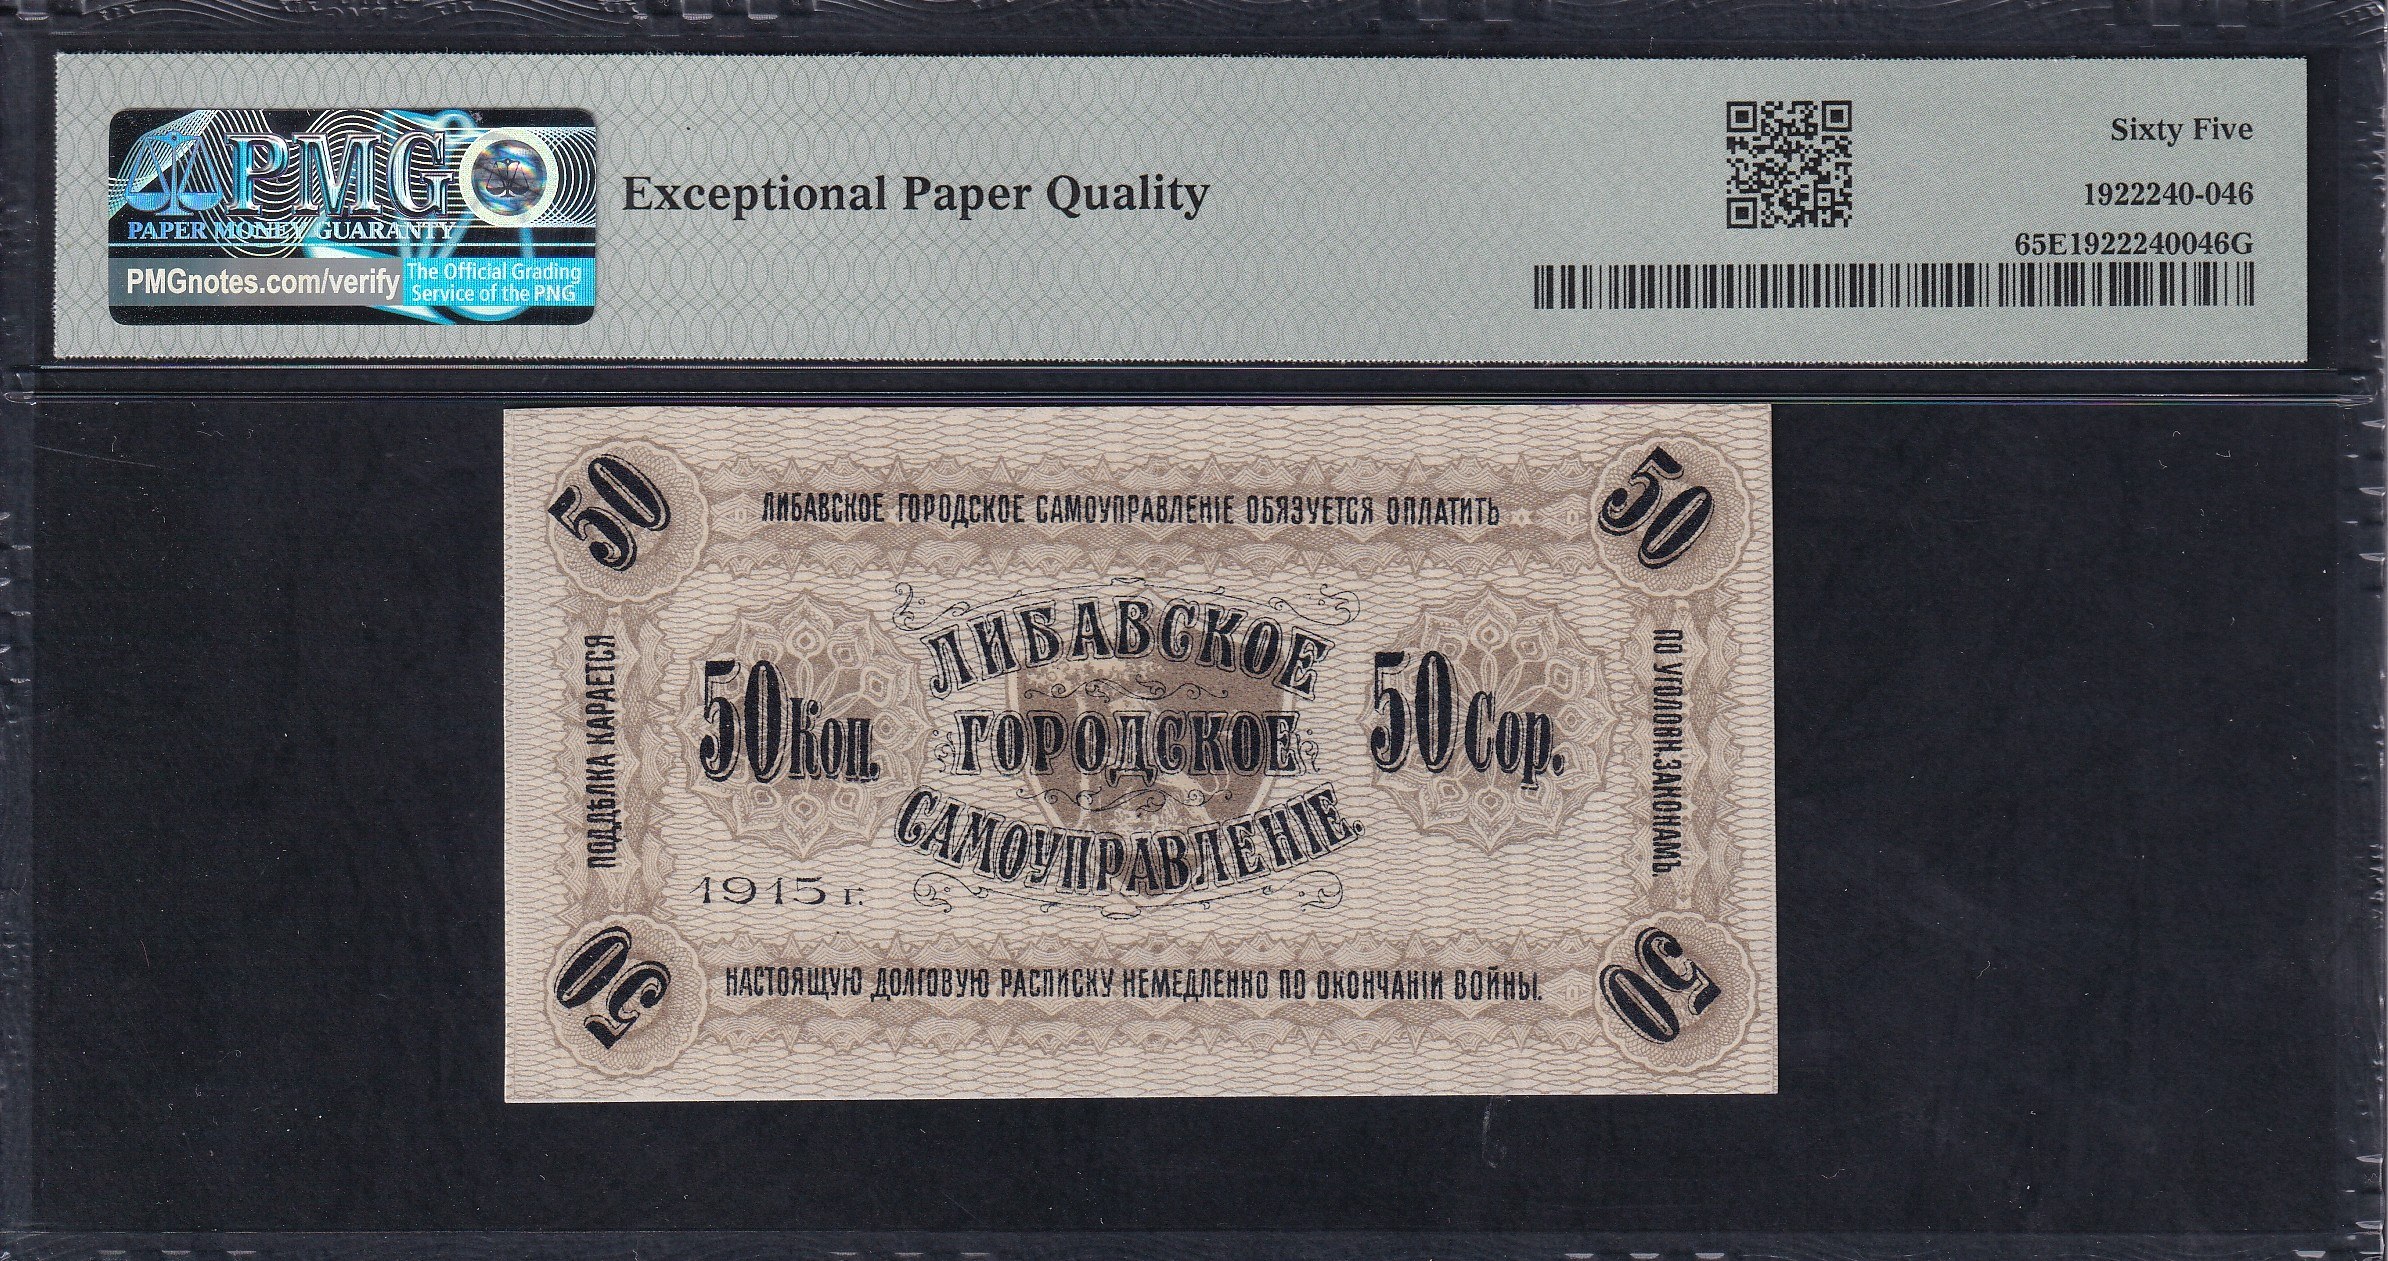 PMG
PAPER MONEY GUARANTY
PMGnotes.com/verify
The Official Grading
Service of the PNG
Exceptional Paper Quality
Sixty Five
1922240-046
65E1922240046G
50
50
ЛИБАВСКОЕ ГОРОДСКОЕ САМОУПРАВЛЕНІЕ ОБЯЗУЕТСЯ ОПЛАТИТЬ
ПОДДѢЛКА КАРАЕТСЯ
50 Коп.
ЛИБАВСКОЕ
ГОРОДСКОЕ
САМОУПРАВЛЕНІЕ.
50 Сор.
ПО УГОЛОВН. ЗАКОНАМЪ.
1915 г.
НАСТОЯЩУЮ ДОЛГОВУЮ РАСПИСКУ НЕМЕДЛЕННО ПО ОКОНЧАНІИ ВОЙНЫ.
50
50